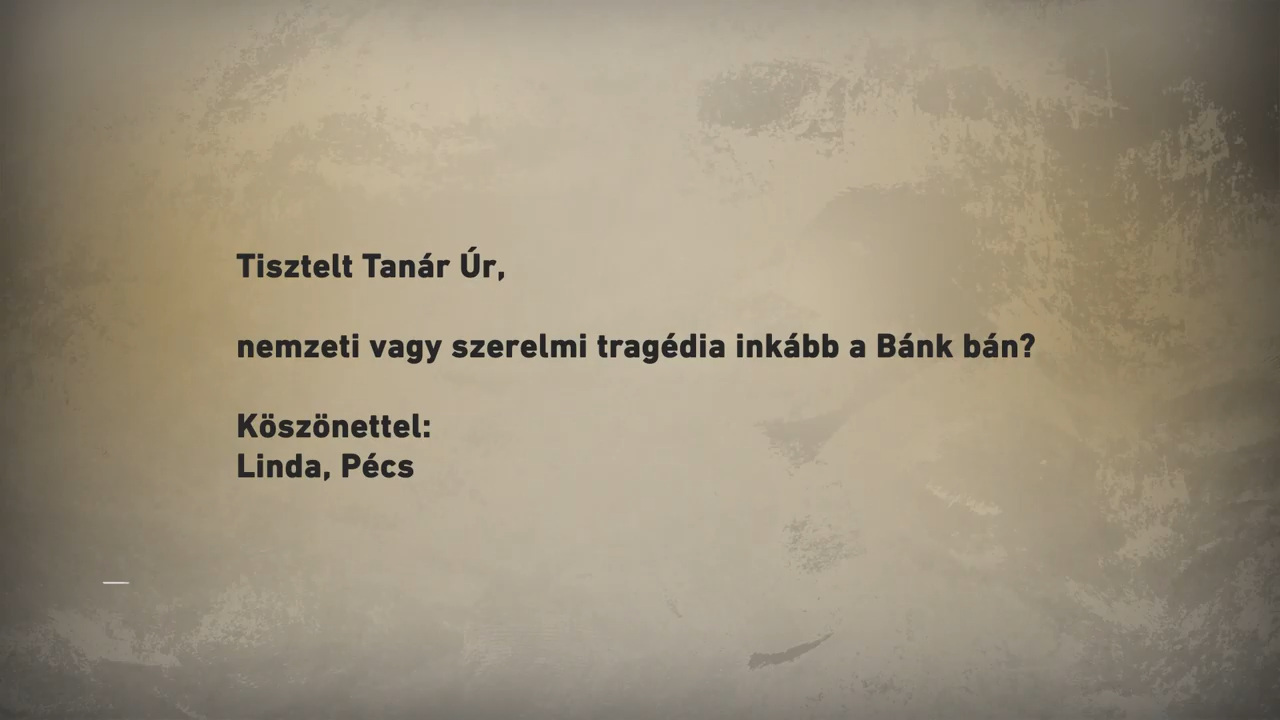 Tisztelt Tanár Úr,
nemzeti vagy szerelmi tragédia inkább a Bánk bán?
Köszönettel:
Linda, Pécs